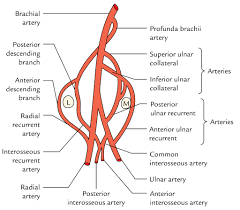 Brachial
artery
Posterior
descending
branch
Anterior
descending
branch
Radial
recurrent
artery
Interosseous
recurrent
artery
Radial
artery
Posterior
interosseous artery
L
M
Profunda brachii
artery
Superior ulnar
collateral
Inferior ulnar
collateral
Arteries
Posterior
ulnar recurrent
Anterior ulnar
recurrent
Arteries
Common
interosseous artery
Ulnar artery
Anterior
interosseous artery